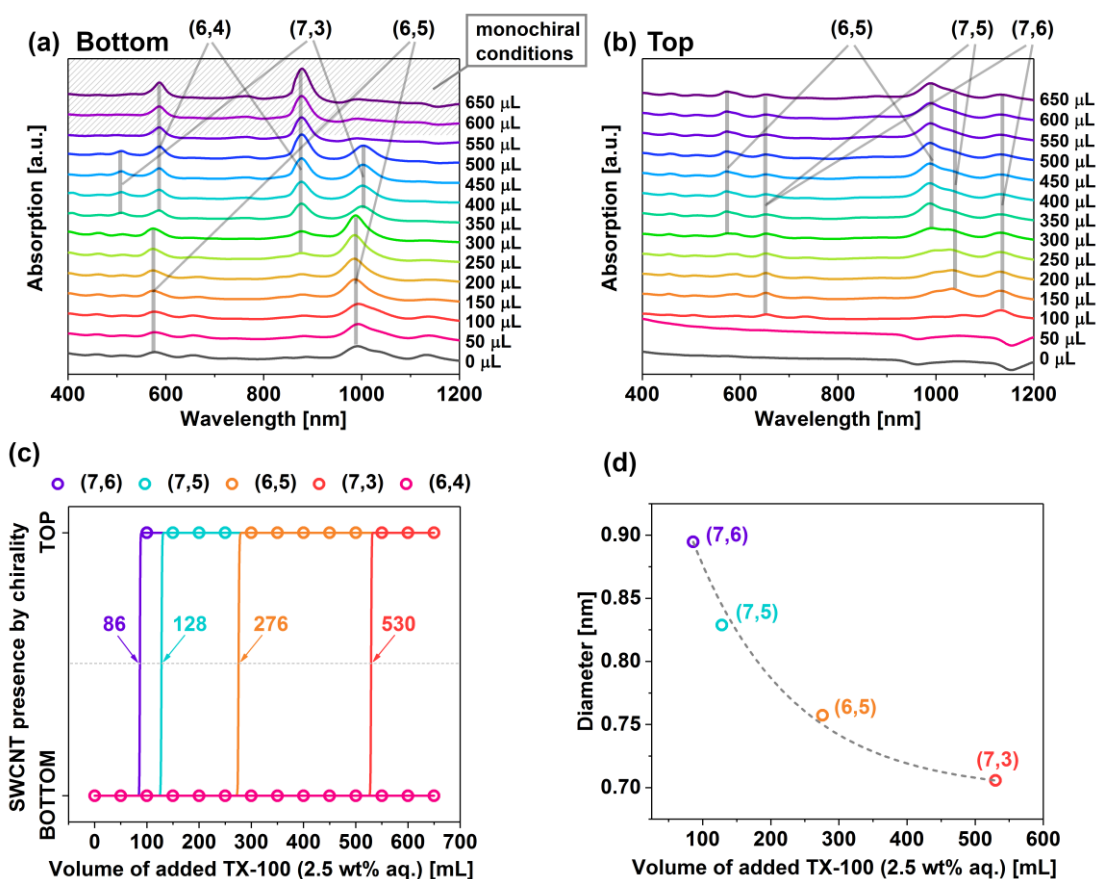 (a) Bottom
(6,4) (7,3) (6,5)
monochiral
conditions
650 µL
600 µL
550 µL
500 µL
450 µL
400 µL
350 µL
300 µL
250 µL
200 µL
150 µL
100 µL
50 µL
0 µL
Absorption [a.u.]
400 600 800 1000 1200
Wavelength [nm]
(b) Top
(6,5) (7,5) (7,6)
650 µL
600 µL
550 µL
500 µL
450 µL
400 µL
350 µL
300 µL
250 µL
200 µL
150 µL
100 µL
50 µL
0 µL
Absorption [a.u.]
400 600 800 1000 1200
Wavelength [nm]
(c)
(7,6) (7,5) (6,5) (7,3) (6,4)
SWCNT presence by chirality
TOP
BOTTOM
86 128 276 530
0 100 200 300 400 500 600 700
Volume of added TX-100 (2.5 wt% aq.) [mL]
(d)
Diameter [nm]
0.90
0.85
0.80
0.75
0.70
(7,6)
(7,5)
(6,5)
(7,3)
100 200 300 400 500 600
Volume of added TX-100 (2.5 wt% aq.) [mL]